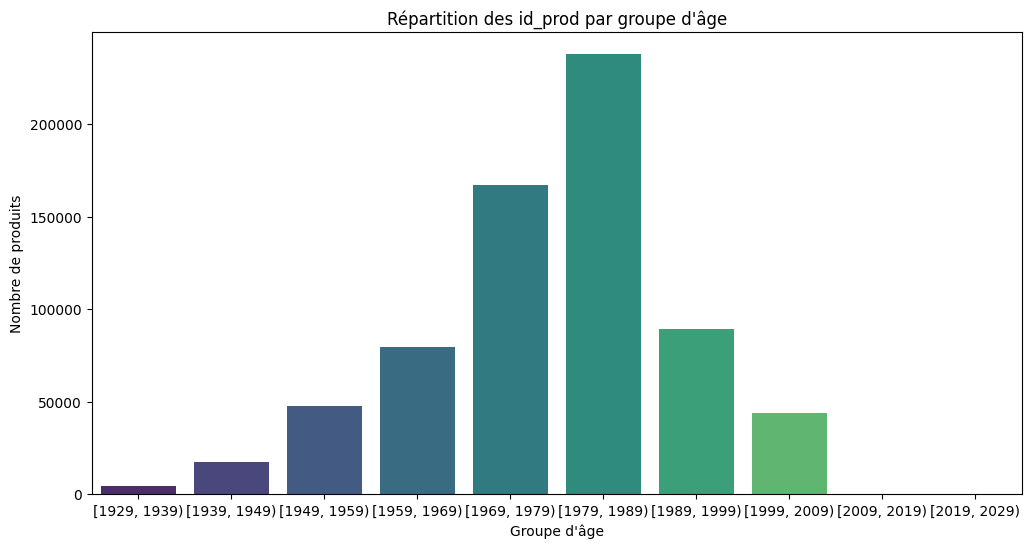 Répartition des id_prod par groupe d'âge
Nombre de produits
200000
150000
100000
50000
0
[1929, 1939) [1939, 1949) [1949, 1959) [1959, 1969) [1969, 1979) [1979, 1989) [1989, 1999) [1999, 2009) [2009, 2019) [2019, 2029)
Groupe d'âge